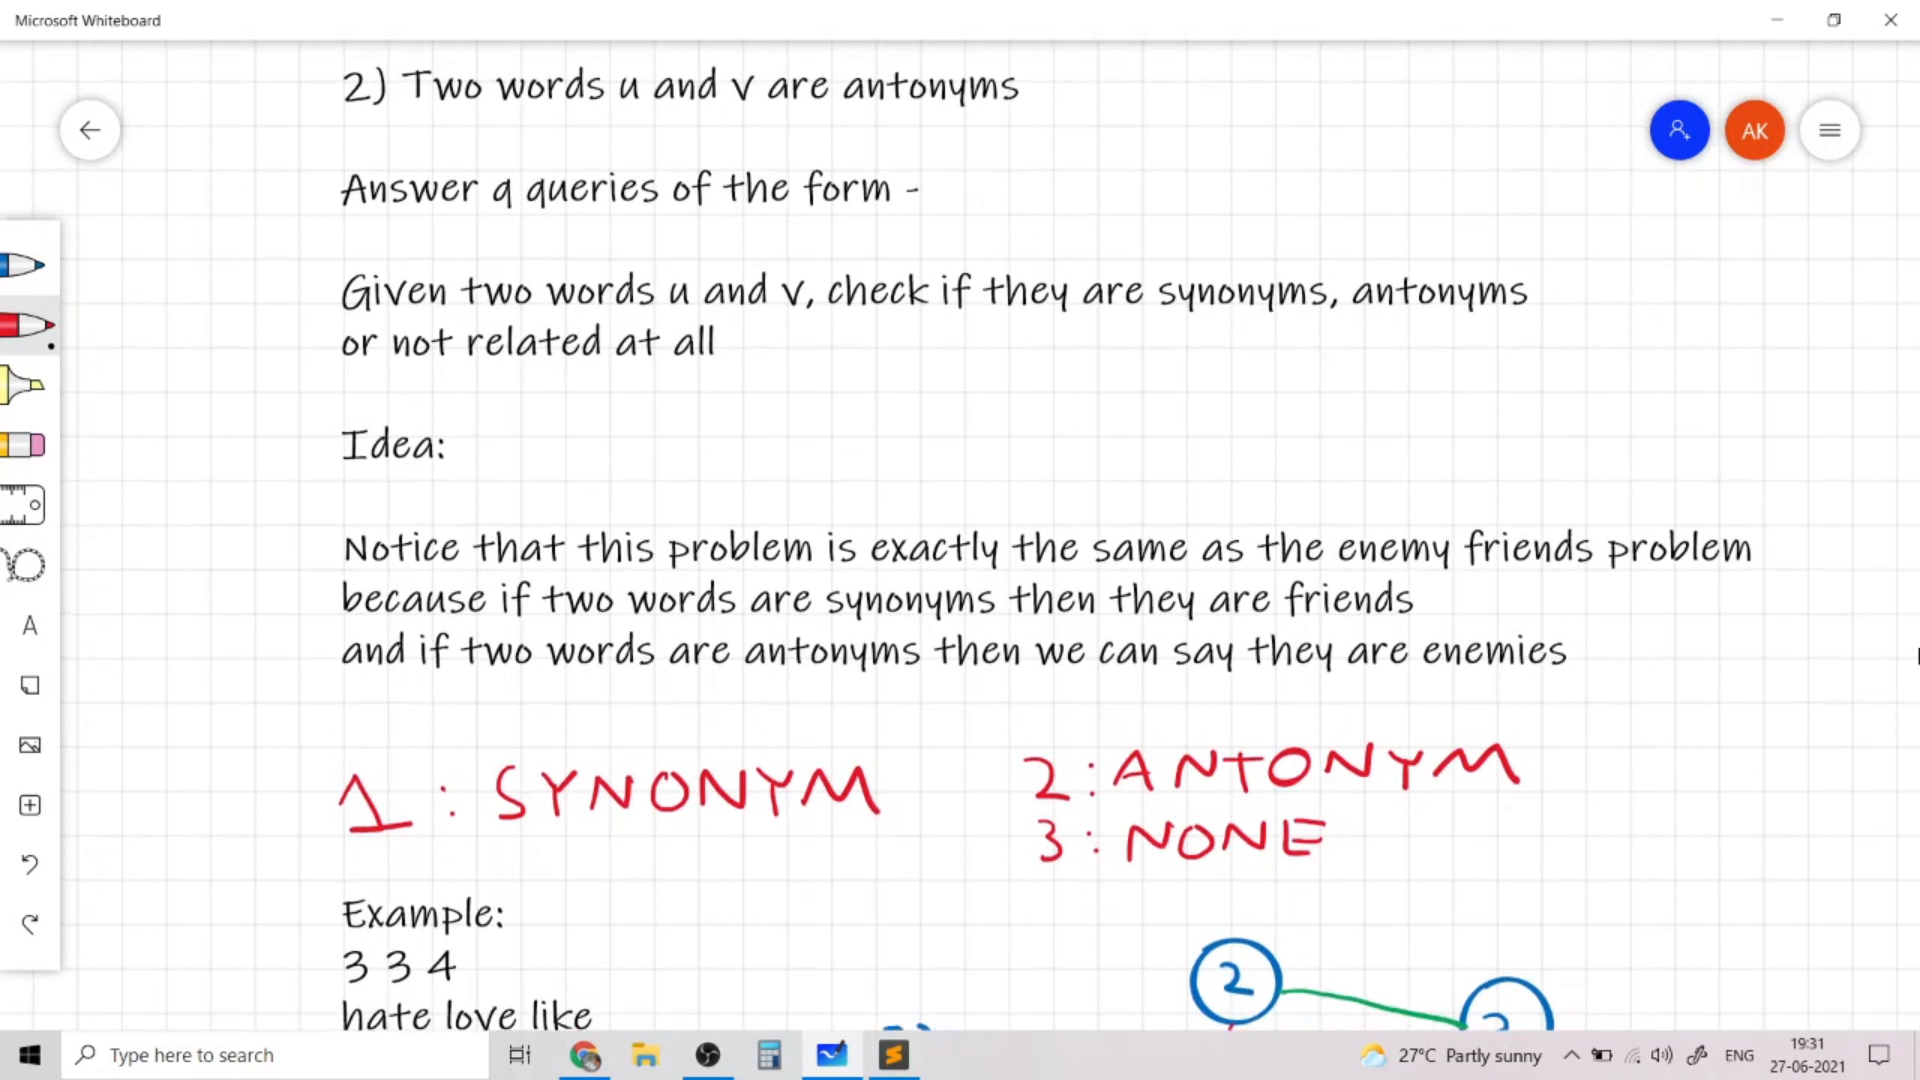 Microsoft Whiteboard
2) Two words u and v are antonyms
AK
Answer q queries of the form -
Given two words u and v, check if they are synonyms, antonyms
or not related at all
Idea:
Notice that this problem is exactly the same as the enemy friends problem
because if two words are synonyms then they are friends
and if two words are antonyms then we can say they are enemies
1 : SYNONYM
2 : ANTONYM
3 : NONE
Example:
3 3 4
2
hate love like
Type here to search
27°C Partly sunny
ENG
19:31
27-06-2021